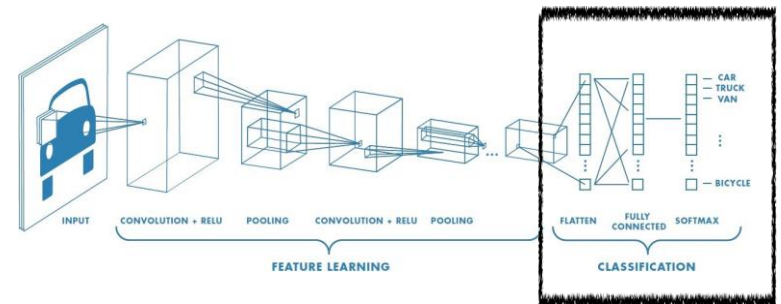 CAR
TRUCK
VAN
BICYCLE
INPUT
CONVOLUTION + RELU
POOLING
CONVOLUTION + RELU
POOLING
FLATTEN
FULLY
CONNECTED
SOFTMAX
FEATURE LEARNING
CLASSIFICATION